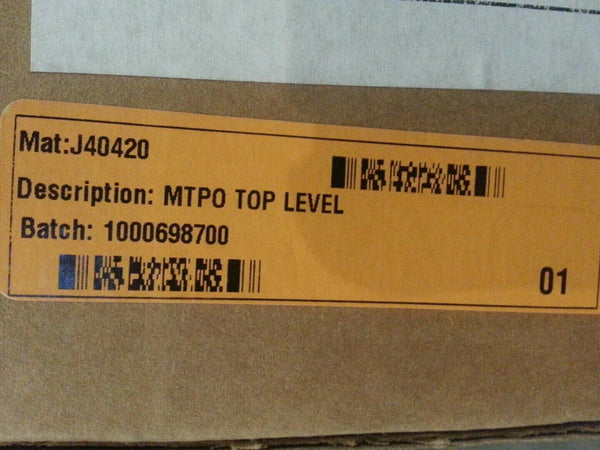 Mat:J40420
Description: MTPO TOP LEVEL
Batch: 1000698700
01